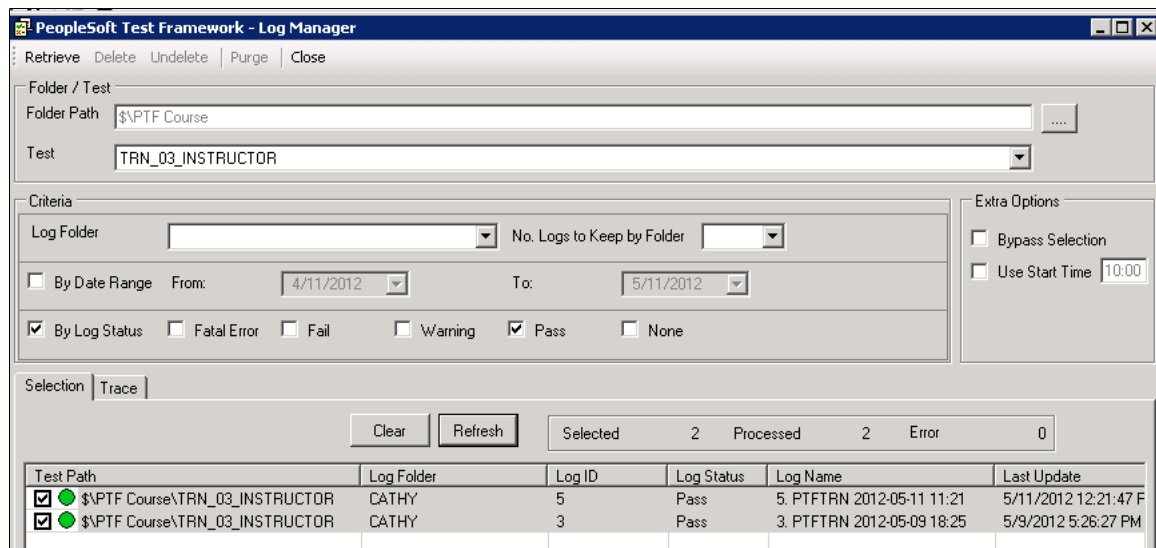 PeopleSoft Test Framework - Log Manager
Retrieve Delete Undelete Purge Close
Folder / Test
Folder Path $\PTF Course ....
Test TRN_03_INSTRUCTOR
Criteria Extra Options
Log Folder No. Logs to Keep by Folder
Bypass Selection
By Date Range From: 4/11/2012 To: 5/11/2012 Use Start Time 10:00
By Log Status Fatal Error Fail Warning Pass None
Selection Trace
Clear Refresh Selected 2 Processed 2 Error 0
Test Path Log Folder Log ID Log Status Log Name Last Update
$\PTF Course\TRN_03_INSTRUCTOR CATHY 5 Pass 5. PTFTRN 2012-05-11 11:21 5/11/2012 12:21:47 F
$\PTF Course\TRN_03_INSTRUCTOR CATHY 3 Pass 3. PTFTRN 2012-05-09 18:25 5/9/2012 5:26:27 PM